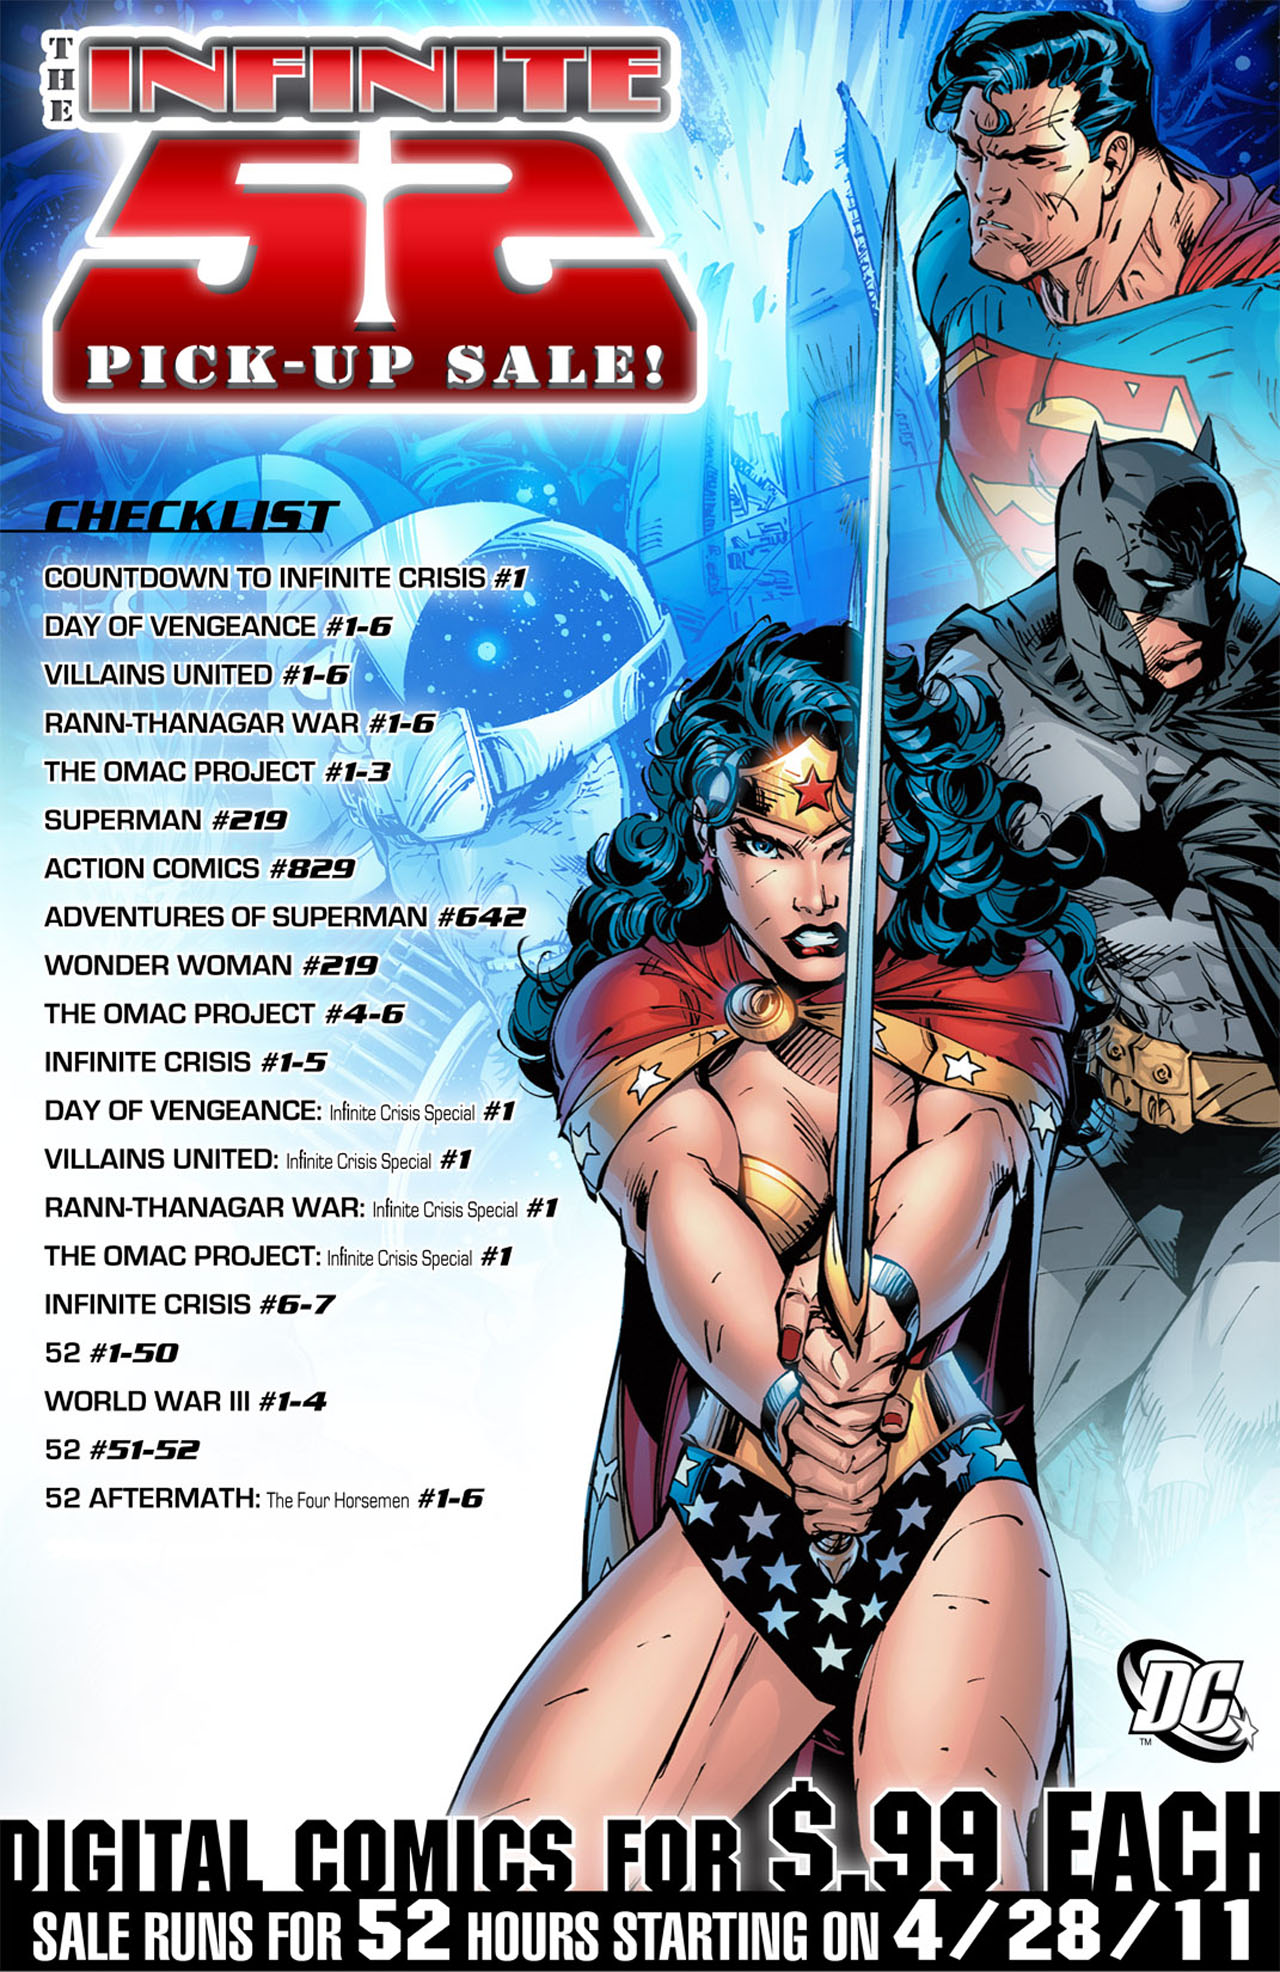 THE INFINITE
52
PICK-UP SALE!
CHECKLIST
COUNTDOWN TO INFINITE CRISIS #1
DAY OF VENGEANCE #1-6
VILLAINS UNITED #1-6
RANN-THANAGAR WAR #1-6
THE OMAC PROJECT #1-3
SUPERMAN #219
ACTION COMICS #829
ADVENTURES OF SUPERMAN #642
WONDER WOMAN #219
THE OMAC PROJECT #4-6
INFINITE CRISIS #1-5
DAY OF VENGEANCE: Infinite Crisis Special #1
VILLAINS UNITED: Infinite Crisis Special #1
RANN-THANAGAR WAR: Infinite Crisis Special #1
THE OMAC PROJECT: Infinite Crisis Special #1
INFINITE CRISIS #6-7
52 #1-50
WORLD WAR III #1-4
52 #51-52
52 AFTERMATH: The Four Horsemen #1-6
DC
TM
DIGITAL COMICS FOR $.99 EACH
SALE RUNS FOR 52 HOURS STARTING ON 4/28/11